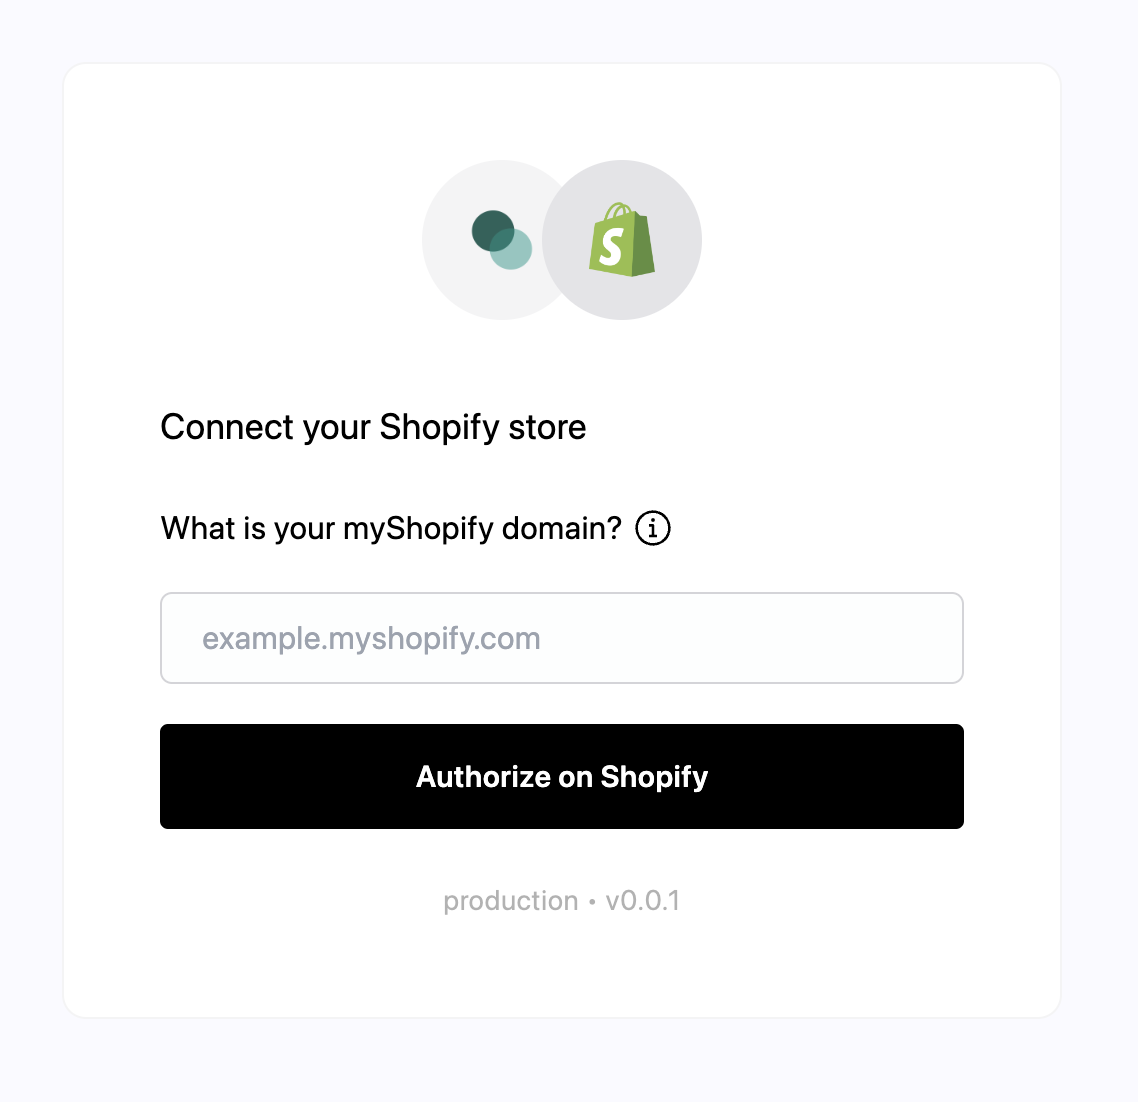 Connect your Shopify store
What is your myShopify domain?
example.myshopify.com
Authorize on Shopify
production • v0.0.1